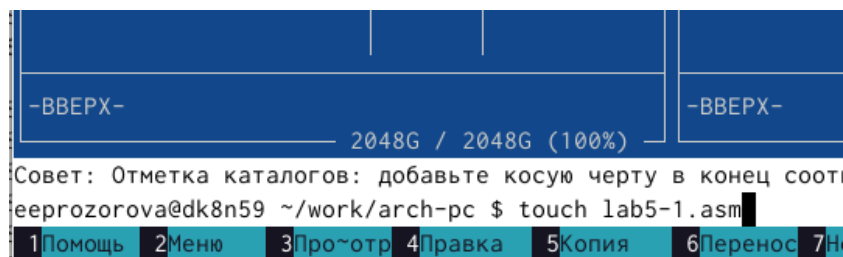 -ВВЕРХ- -ВВЕРХ-
2048G / 2048G (100%)
Совет: Отметка каталогов: добавьте косую черту в конец
eeprozorova@dk8n59 ~/work/arch-pc $ touch lab5-1.asm
1Помощь 2Меню 3Про~отр 4Правка 5Копия 6Перенос